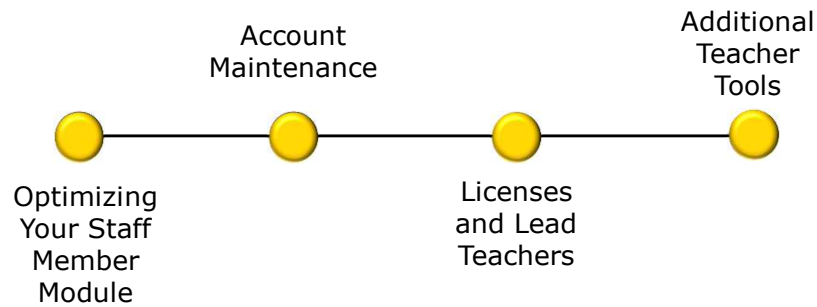 Optimizing
Your Staff
Member
Module
Account
Maintenance
Licenses
and Lead
Teachers
Additional
Teacher
Tools